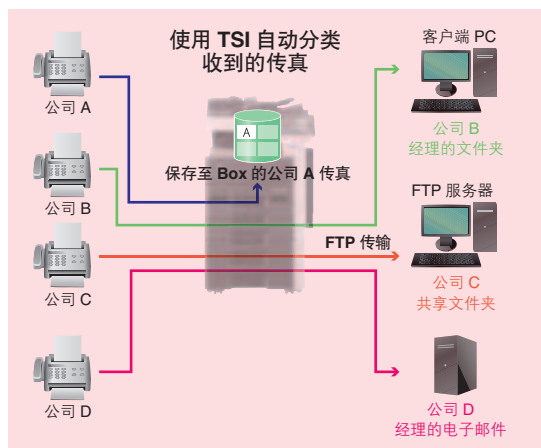 使用 TSI 自动分类
收到的传真
公司 A
公司 B
公司 C
公司 D
A
保存至 Box 的公司 A 传真
FTP 传输
客户端 PC
公司 B
经理的文件夹
FTP 服务器
公司 C
共享文件夹
公司 D
经理的电子邮件